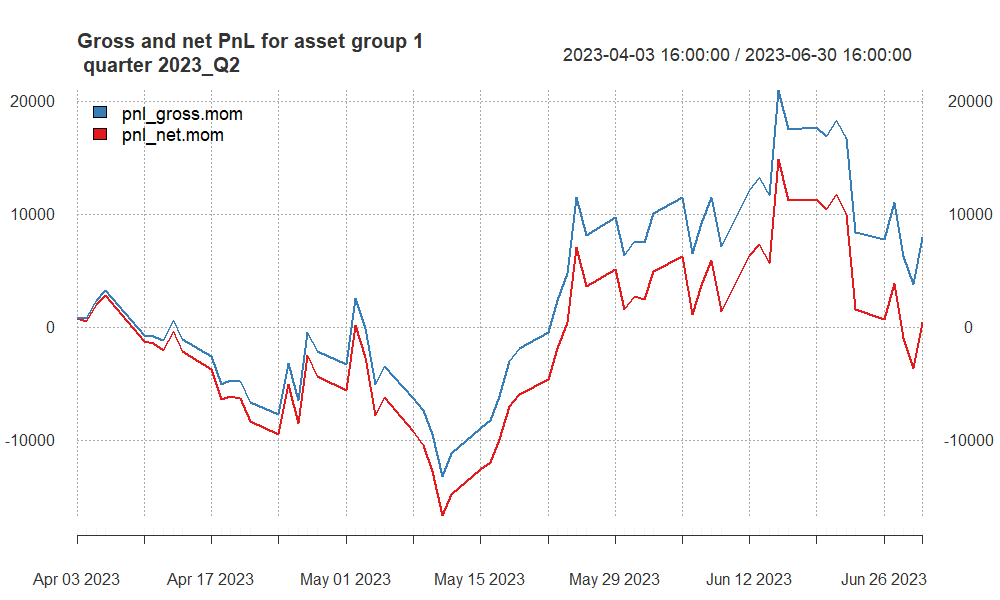 Gross and net PnL for asset group 1
quarter 2023_Q2
2023-04-03 16:00:00 / 2023-06-30 16:00:00
pnl_gross.mom
pnl_net.mom
20000 20000
10000 10000
0 0
-10000 -10000
Apr 03 2023 Apr 17 2023 May 01 2023 May 15 2023 May 29 2023 Jun 12 2023 Jun 26 2023